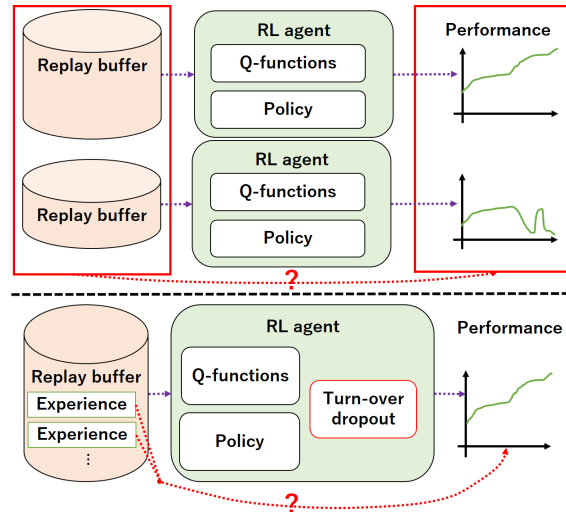 Replay buffer
RL agent
Q-functions
Policy
Performance
Replay buffer
RL agent
Q-functions
Policy
?
Replay buffer
Experience
Experience
⋮
RL agent
Q-functions
Policy
Turn-over
dropout
Performance
?